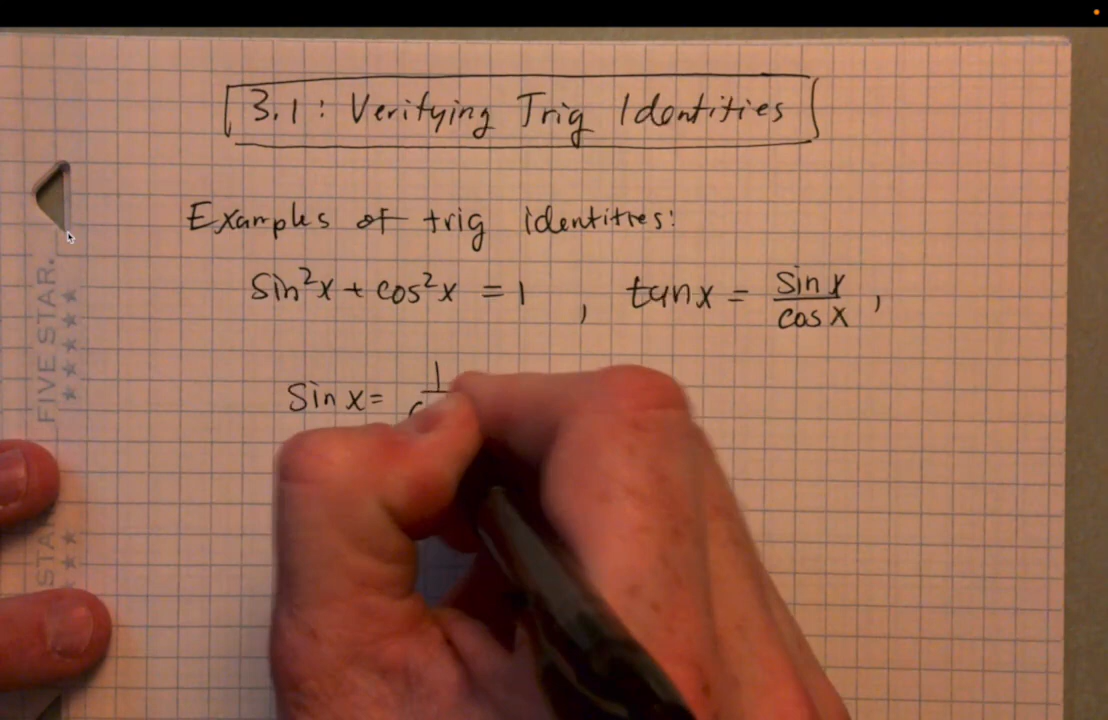 3.1: Verifying Trig Identities
Examples of trig identities:
sin²x + cos²x = 1 , tan x = sin x / cos x ,
sin x = 1 /
FIVE STAR.
STAR